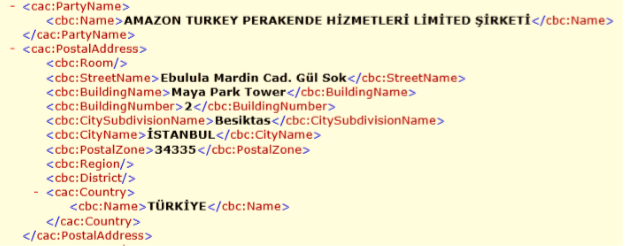 - <cac:PartyName>
<cbc:Name>AMAZON TURKEY PERAKENDE HİZMETLERİ LİMİTED ŞİRKETİ</cbc:Name>
</cac:PartyName>
- <cac:PostalAddress>
<cbc:Room/>
<cbc:StreetName>Ebulula Mardin Cad. Gül Sok</cbc:StreetName>
<cbc:BuildingName>Maya Park Tower</cbc:BuildingName>
<cbc:BuildingNumber>2</cbc:BuildingNumber>
<cbc:CitySubdivisionName>Besiktas</cbc:CitySubdivisionName>
<cbc:CityName>İSTANBUL</cbc:CityName>
<cbc:PostalZone>34335</cbc:PostalZone>
<cbc:Region/>
<cbc:District/>
- <cac:Country>
<cbc:Name>TÜRKİYE</cbc:Name>
</cac:Country>
</cac:PostalAddress>